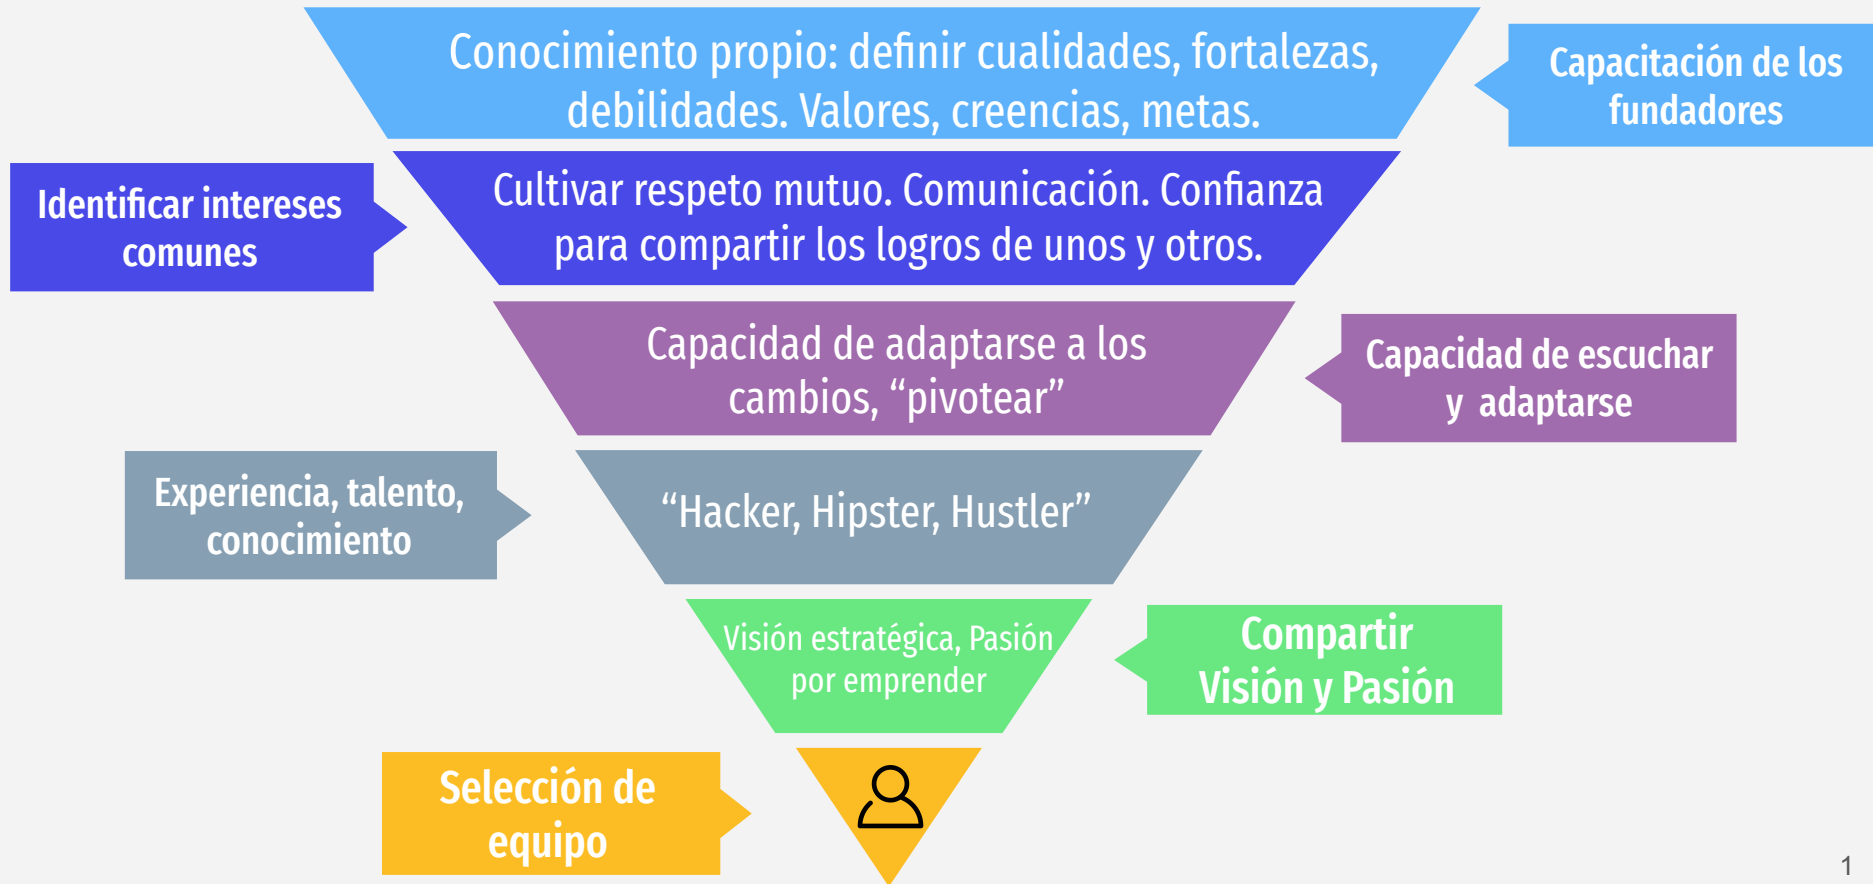 Conocimiento propio: definir cualidades, fortalezas,
debilidades. Valores, creencias, metas.
Capacitación de los
fundadores
Identificar intereses
comunes
Cultivar respeto mutuo. Comunicación. Confianza
para compartir los logros de unos y otros.
Capacidad de adaptarse a los
cambios, “pivotear”
Capacidad de escuchar
y  adaptarse
Experiencia, talento,
conocimiento
“Hacker, Hipster, Hustler”
Visión estratégica, Pasión
por emprender
Compartir
Visión y Pasión
Selección de
equipo
1